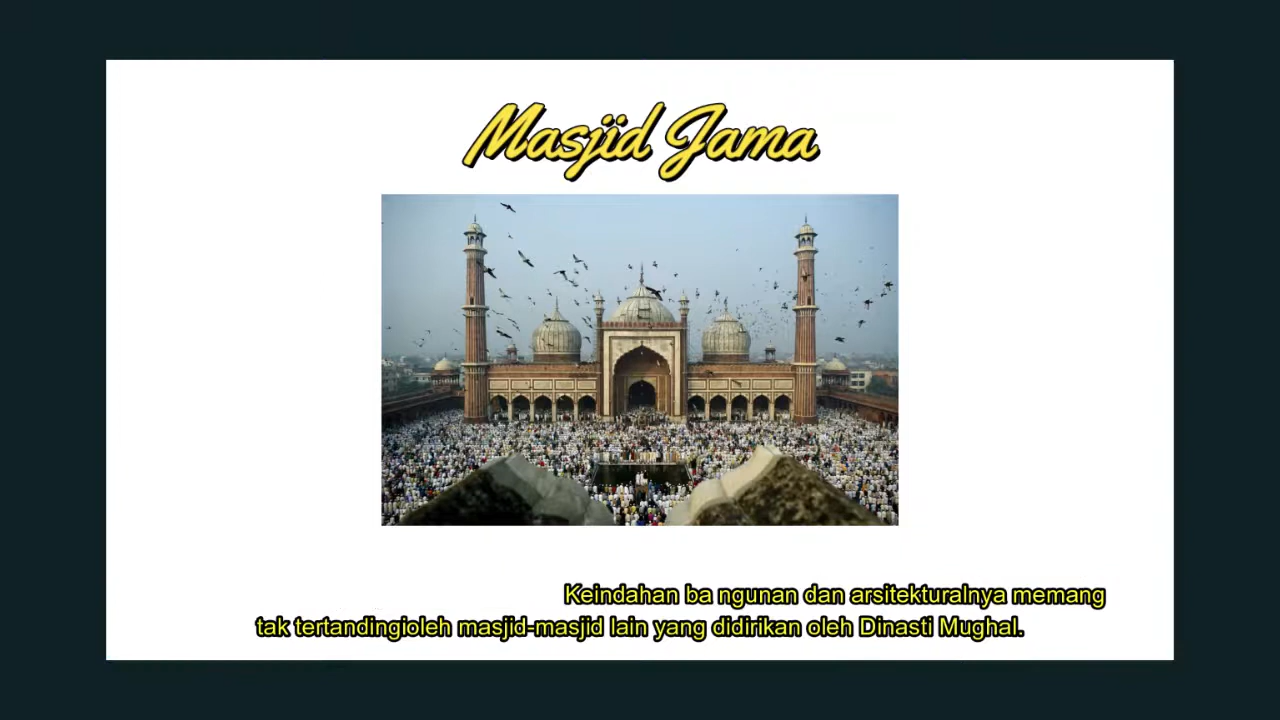 Masjid Jama
Keindahan ba ngunan dan arsitekturalnya memang
tak tertandingioleh masjid-masjid lain yang didirikan oleh Dinasti Mughal.